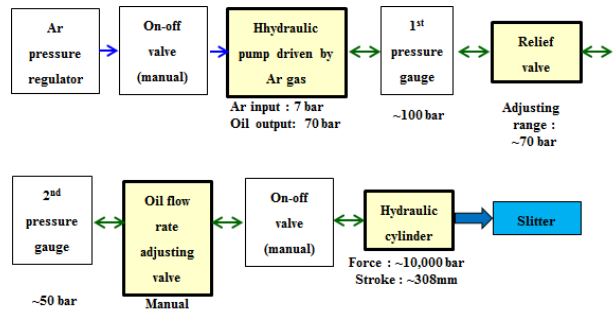 Ar
pressure
regulator
On-off
valve
(manual)
Hhydraulic
pump driven by
Ar gas
1st
pressure
gauge
Relief
valve
Ar input : 7 bar
Oil output: 70 bar
~100 bar
Adjusting
range :
~70 bar
2nd
pressure
gauge
Oil flow
rate
adjusting
valve
On-off
valve
(manual)
Hydraulic
cylinder
Slitter
~50 bar
Manual
Force : ~10,000 bar
Stroke : ~308mm